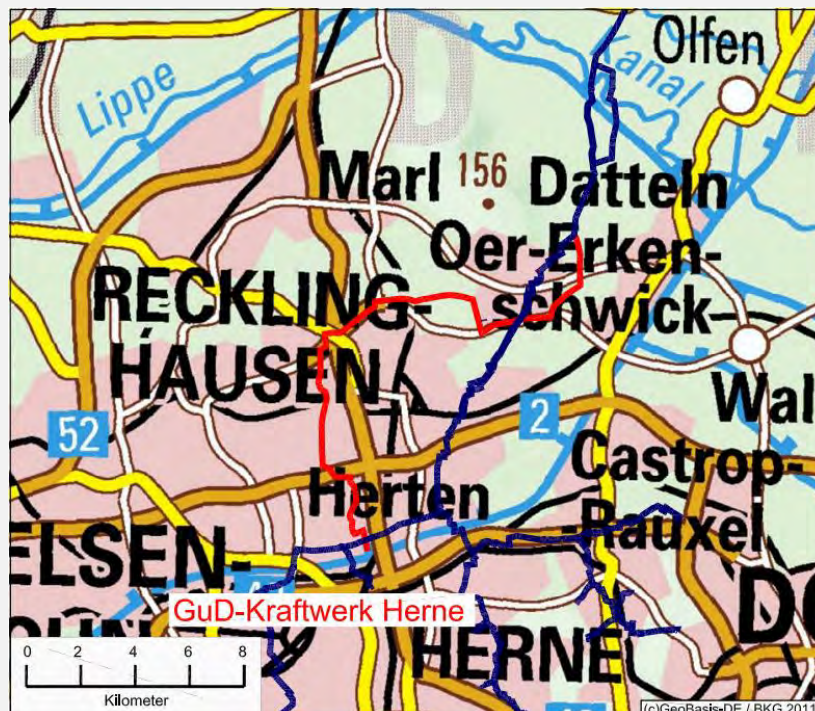 Olfen
Lippe
Kanal
D
Marl 156 Datteln
Oer-Erken-
schwick
RECKLING-
HAUSEN
Wal
52
2
Castrop-
-Rauxel
Herten
ELSEN-
GuD-Kraftwerk Herne
DO
HERNE
0 2 4 6 8
Kilometer
(c)GeoBasis-DE / BKG 2011